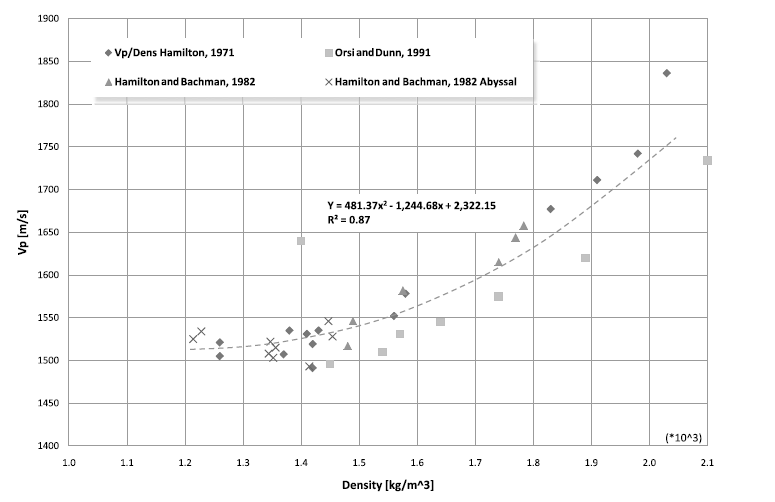 1900
1850
1800
1750
1700
1650
1600
1550
1500
1450
1400
Vp [m/s]
Vp/Dens Hamilton, 1971
Orsi and Dunn, 1991
Hamilton and Bachman, 1982
Hamilton and Bachman, 1982 Abyssal
Y = 481.37x² - 1,244.68x + 2,322.15
R² = 0.87
(*10^3)
1.0 1.1 1.2 1.3 1.4 1.5 1.6 1.7 1.8 1.9 2.0 2.1
Density [kg/m^3]